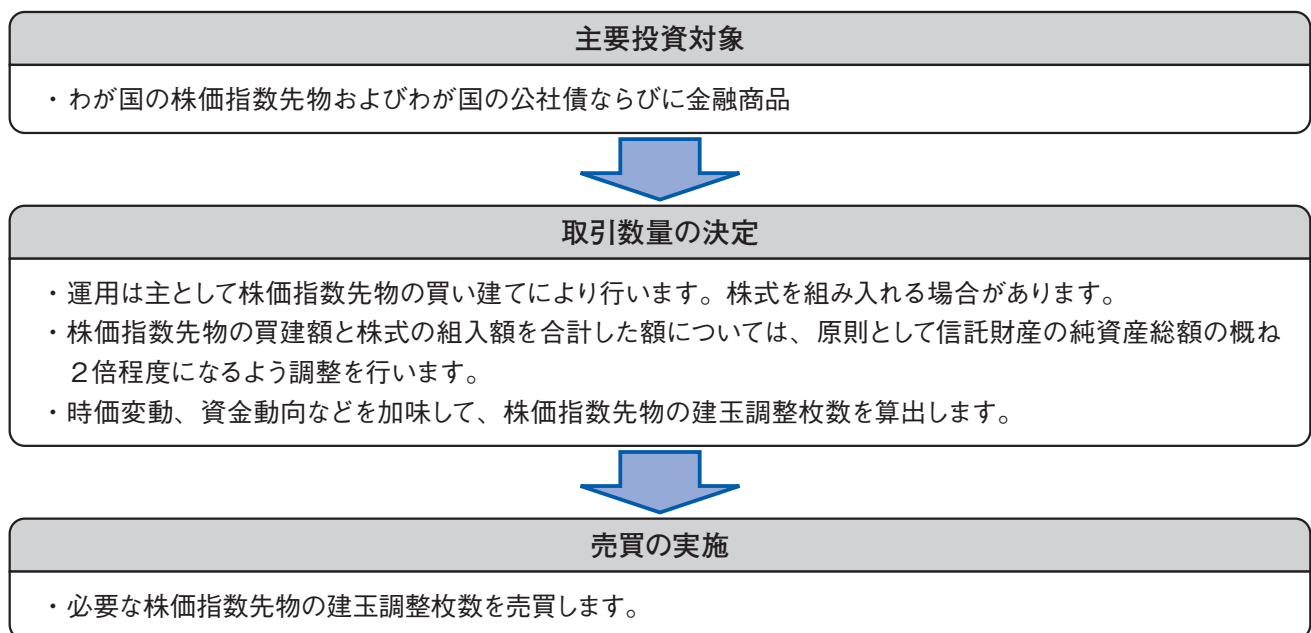 主要投資対象
・わが国の株価指数先物およびわが国の公社債ならびに金融商品
取引数量の決定
・運用は主として株価指数先物の買い建てにより行います。株式を組み入れる場合があります。
・株価指数先物の買建額と株式の組入額を合計した額については、原則として信託財産の純資産総額の概ね
２倍程度になるよう調整を行います。
・時価変動、資金動向などを加味して、株価指数先物の建玉調整枚数を算出します。
売買の実施
・必要な株価指数先物の建玉調整枚数を売買します。